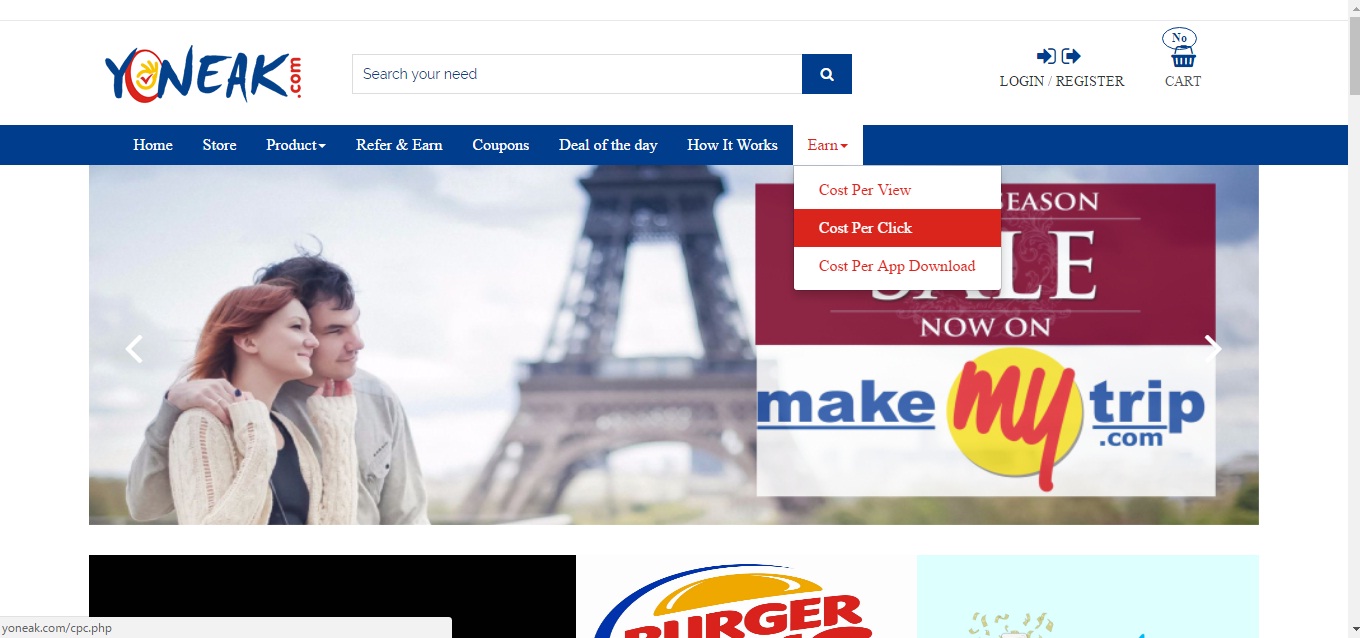 YONEAK.com
Search your need
No
LOGIN / REGISTER
CART
Home Store Product Refer & Earn Coupons Deal of the day How It Works Earn
Cost Per View
Cost Per Click
Cost Per App Download
SEASON
SALE
NOW ON
make my trip
.com
BURGER
yoneak.com/cpc.php